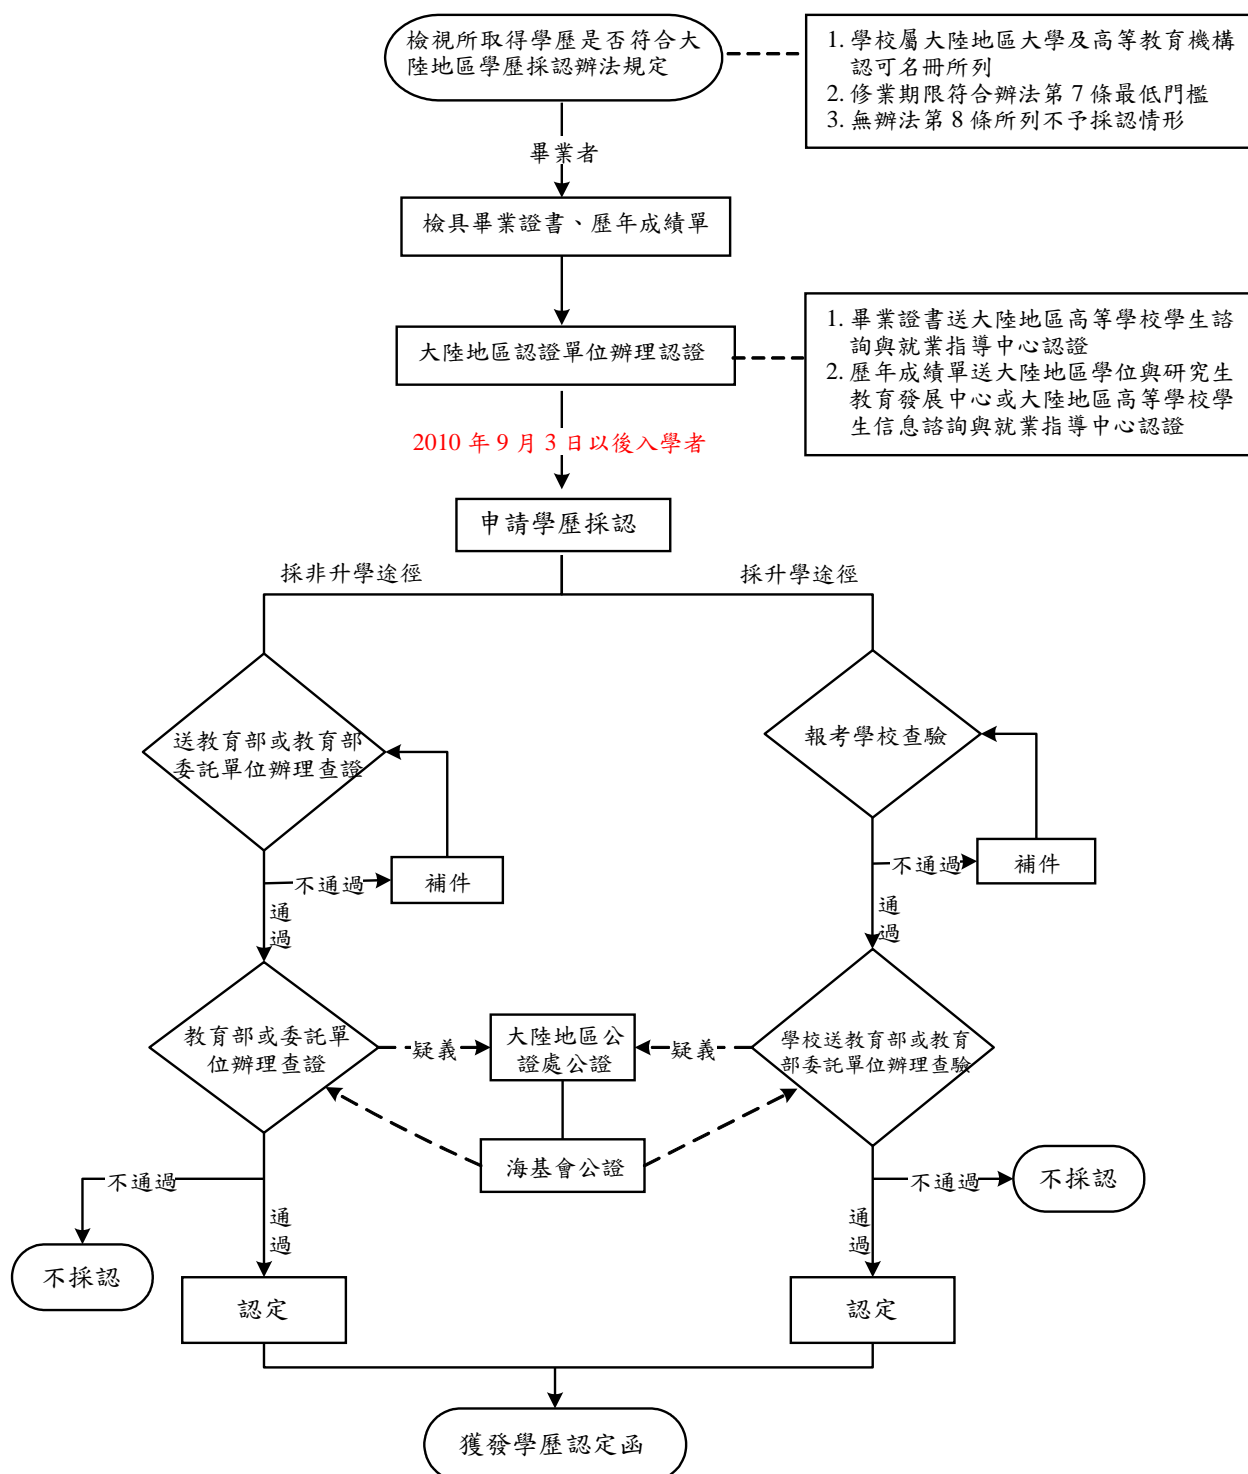 檢視所取得學歷是否符合大
陸地區學歷採認辦法規定
1. 學校屬大陸地區大學及高等教育機構
認可名冊所列
2. 修業期限符合辦法第 7 條最低門檻
3. 無辦法第 8 條所列不予採認情形
畢業者
檢具畢業證書、歷年成績單
大陸地區認證單位辦理認證
1. 畢業證書送大陸地區高等學校學生諮
詢與就業指導中心認證
2. 歷年成績單送大陸地區學位與研究生
教育發展中心或大陸地區高等學校學
生信息諮詢與就業指導中心認證
2010 年 9 月 3 日以後入學者
申請學歷採認
採非升學途徑
採升學途徑
送教育部或教育部
委託單位辦理查證
報考學校查驗
不通過
補件
不通過
補件
通
過
通
過
教育部或委託單
位辦理查證
疑義
大陸地區公
證處公證
疑義
學校送教育部或教育
部委託單位辦理查驗
海基會公證
不通過
不通過
不採認
通
過
通
過
不採認
認定
認定
獲發學歷認定函